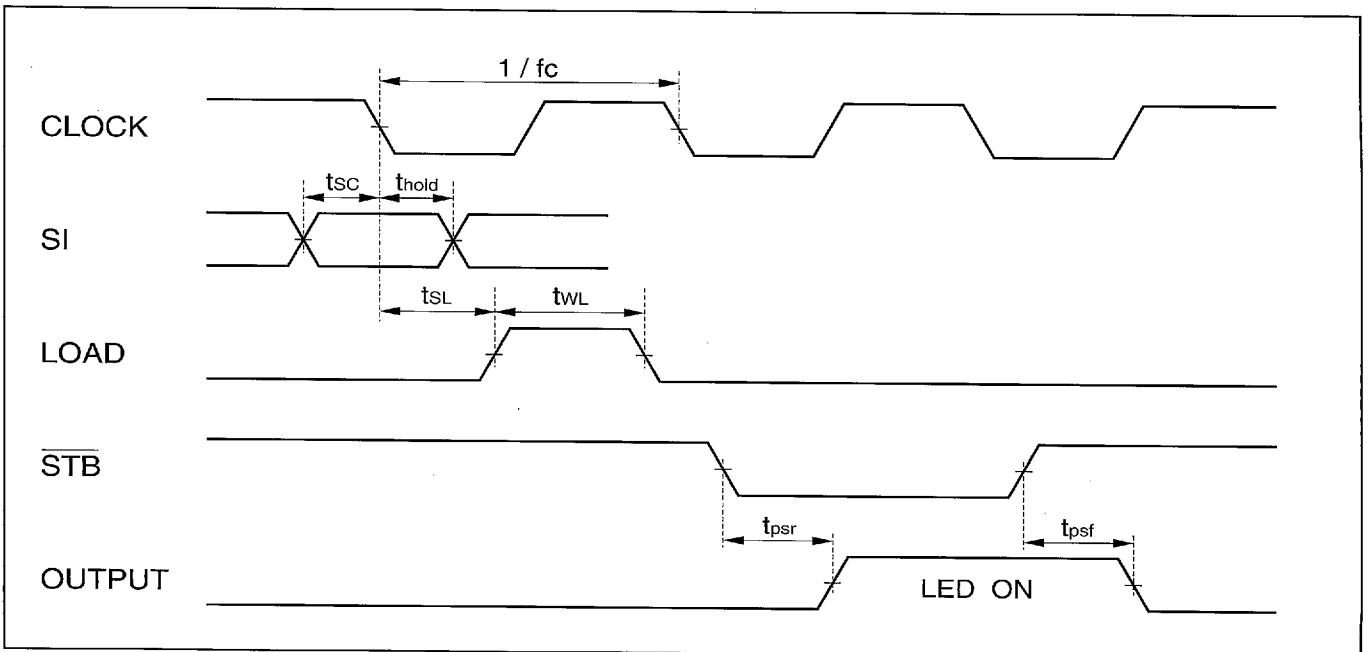 1 / fc
CLOCK
tsc thold
SI
tSL tWL
LOAD
STB
tpsr tpsf
OUTPUT LED ON